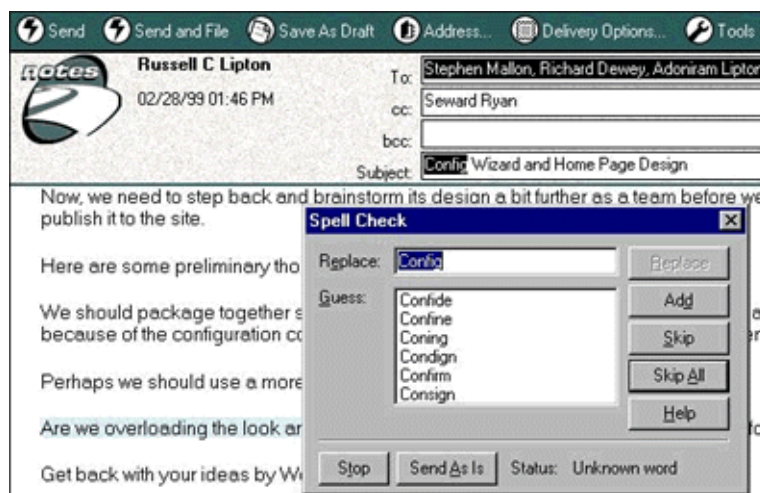 Send Send and File Save As Draft Address... Delivery Options... Tools
notes
Russell C Lipton
02/28/99 01:46 PM
To: Stephen Mallon, Richard Dewey, Adoniram Lipton
cc: Seward Ryan
bcc:
Subject: Config Wizard and Home Page Design
Now, we need to step back and brainstorm its design a bit further as a team before we
publish it to the site.
Here are some preliminary tho
We should package together s
because of the configuration co
Perhaps we should use a more
Are we overloading the look an
Get back with your ideas by We
Spell Check
Replace: Config Replace
Guess: Confide Add
Confine
Coning Skip
Condign
Confirm Skip All
Consign
Help
Stop Send As Is Status: Unknown word